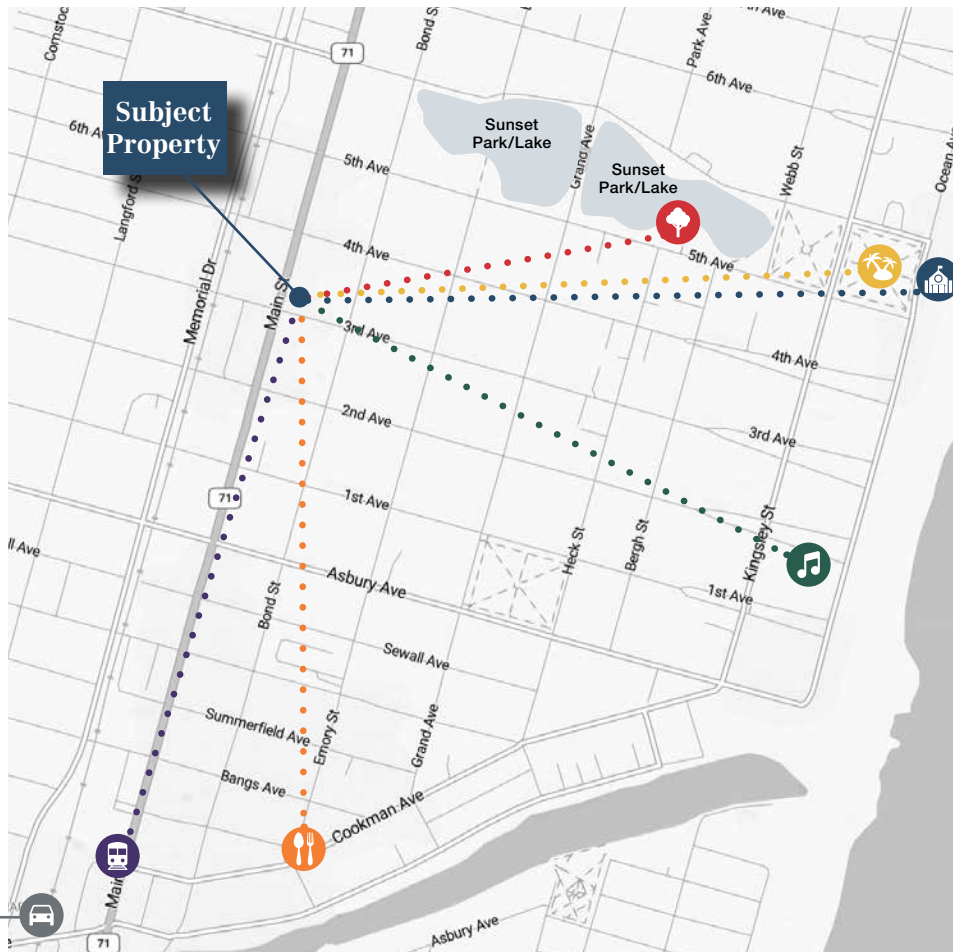 Comstoc
Bond St
Park Ave
71
6th Ave
Subject
Property
6th Av
Sunset
Park/Lake
Grand Ave
Webb St
Ocean Av
5th Ave
Sunset
Park/Lake
Langford S
4th Ave
5th Ave
Memorial Dr
Main St
3rd Ave
4th Ave
2nd Ave
3rd Ave
71
1st Ave
Kingsley St
ll Ave
Heck St
Bergh St
Asbury Ave
1st Ave
Bond St
Sewall Ave
Summerfield Ave
Emory St
Grand Ave
Bangs Ave
Cookman Ave
Main
71
Asbury Ave